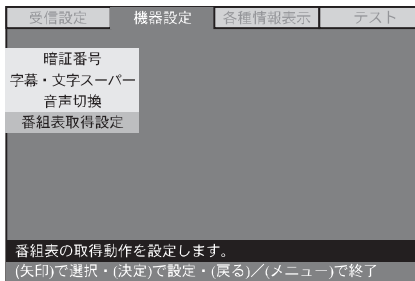 受信設定 機器設定 各種情報表示 テスト
暗証番号
字幕・文字スーパー
音声切換
番組表取得設定
番組表の取得動作を設定します。
(矢印)で選択・(決定)で設定・(戻る)／(メニュー)で終了